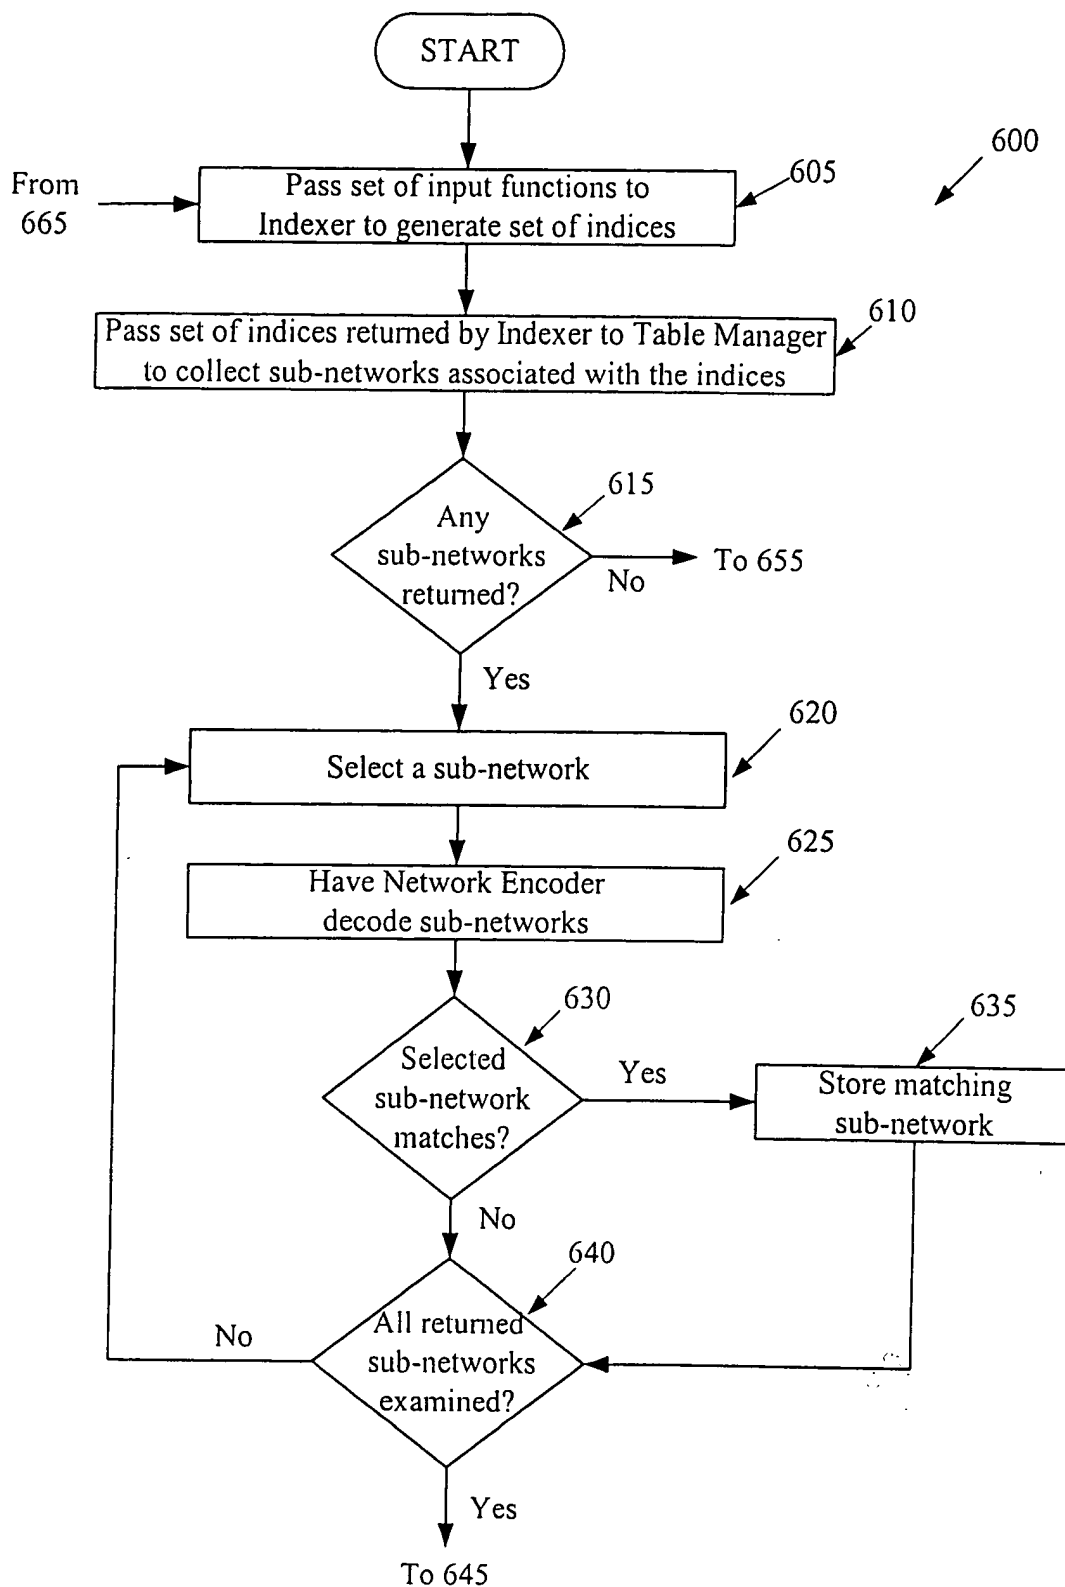 START
600
From
665
Pass set of input functions to
Indexer to generate set of indices
605
Pass set of indices returned by Indexer to Table Manager
to collect sub-networks associated with the indices
610
Any
sub-networks
returned?
615
No
To 655
Yes
Select a sub-network
620
Have Network Encoder
decode sub-networks
625
Selected
sub-network
matches?
630
Yes
Store matching
sub-network
635
No
All returned
sub-networks
examined?
640
No
Yes
To 645